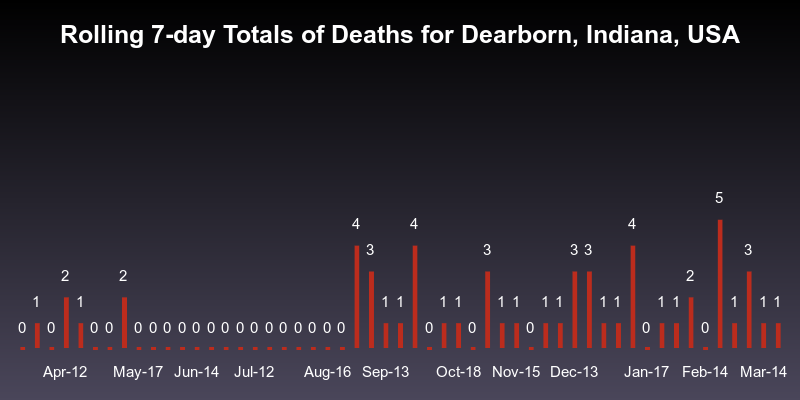 Rolling 7-day Totals of Deaths for Dearborn, Indiana, USA
0 1 0 2 1 0 0 2 0 0 0 0 0 0 0 0 0 0 0 0 0 0 0 4 3 1 1 4 0 1 1 0 3 1 1 0 1 1 3 3 1 1 4 0 1 1 2 0 5 1 3 1 1
Apr-12 May-17 Jun-14 Jul-12 Aug-16 Sep-13 Oct-18 Nov-15 Dec-13 Jan-17 Feb-14 Mar-14